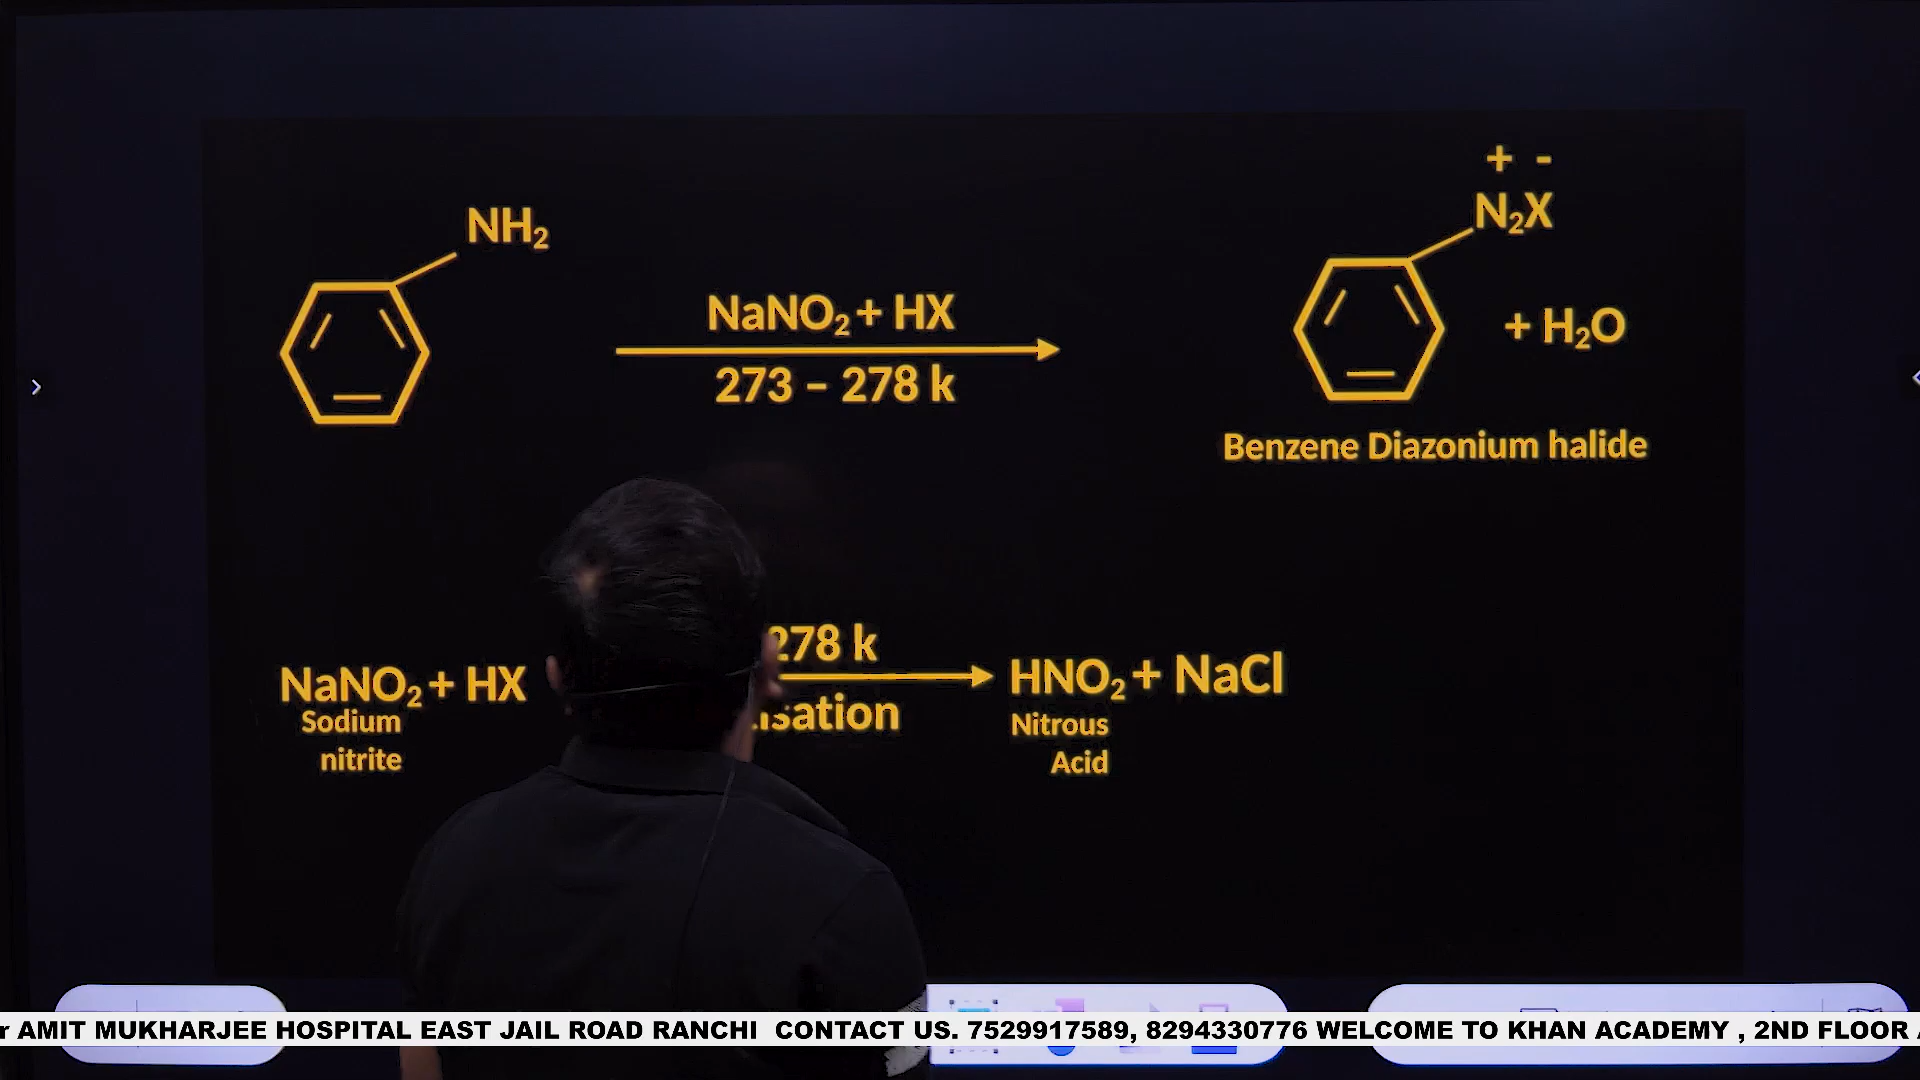 NH₂
NaNO₂ + HX
273 – 278 k
+ -
N₂X
+ H₂O
Benzene Diazonium halide
NaNO₂ + HX
Sodium
nitrite
278 k
HNO₂ + NaCl
Nitrous
Acid
AMIT MUKHARJEE HOSPITAL EAST JAIL ROAD RANCHI CONTACT US. 7529917589, 8294330776 WELCOME TO KHAN ACADEMY , 2ND FLOOR